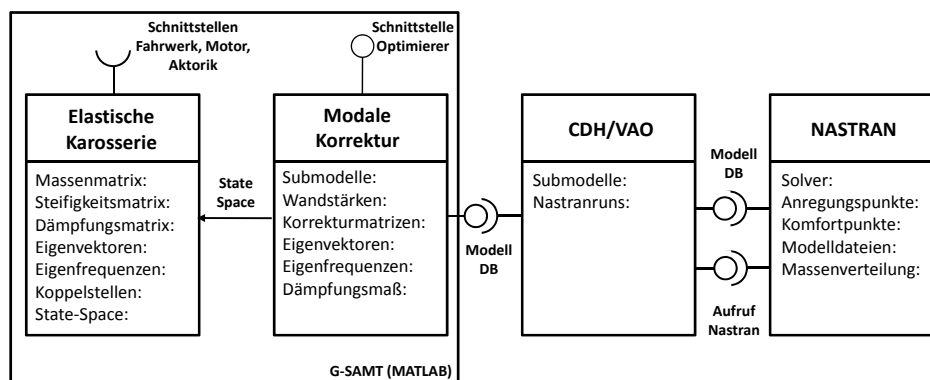 Schnittstellen
Fahrwerk, Motor,
Aktorik
Schnittstelle
Optimierer
Elastische
Karosserie
Massenmatrix:
Steifigkeitsmatrix:
Dämpfungsmatrix:
Eigenvektoren:
Eigenfrequenzen:
Koppelstellen:
State-Space:
State
Space
Modale
Korrektur
Submodelle:
Wandstärken:
Korrekturmatrizen:
Eigenvektoren:
Eigenfrequenzen:
Dämpfungsmaß:
Modell
DB
CDH/VAO
Submodelle:
Nastranruns:
Modell
DB
Aufruf
Nastran
NASTRAN
Solver:
Anregungspunkte:
Komfortpunkte:
Modelldateien:
Massenverteilung:
G-SAMT (MATLAB)